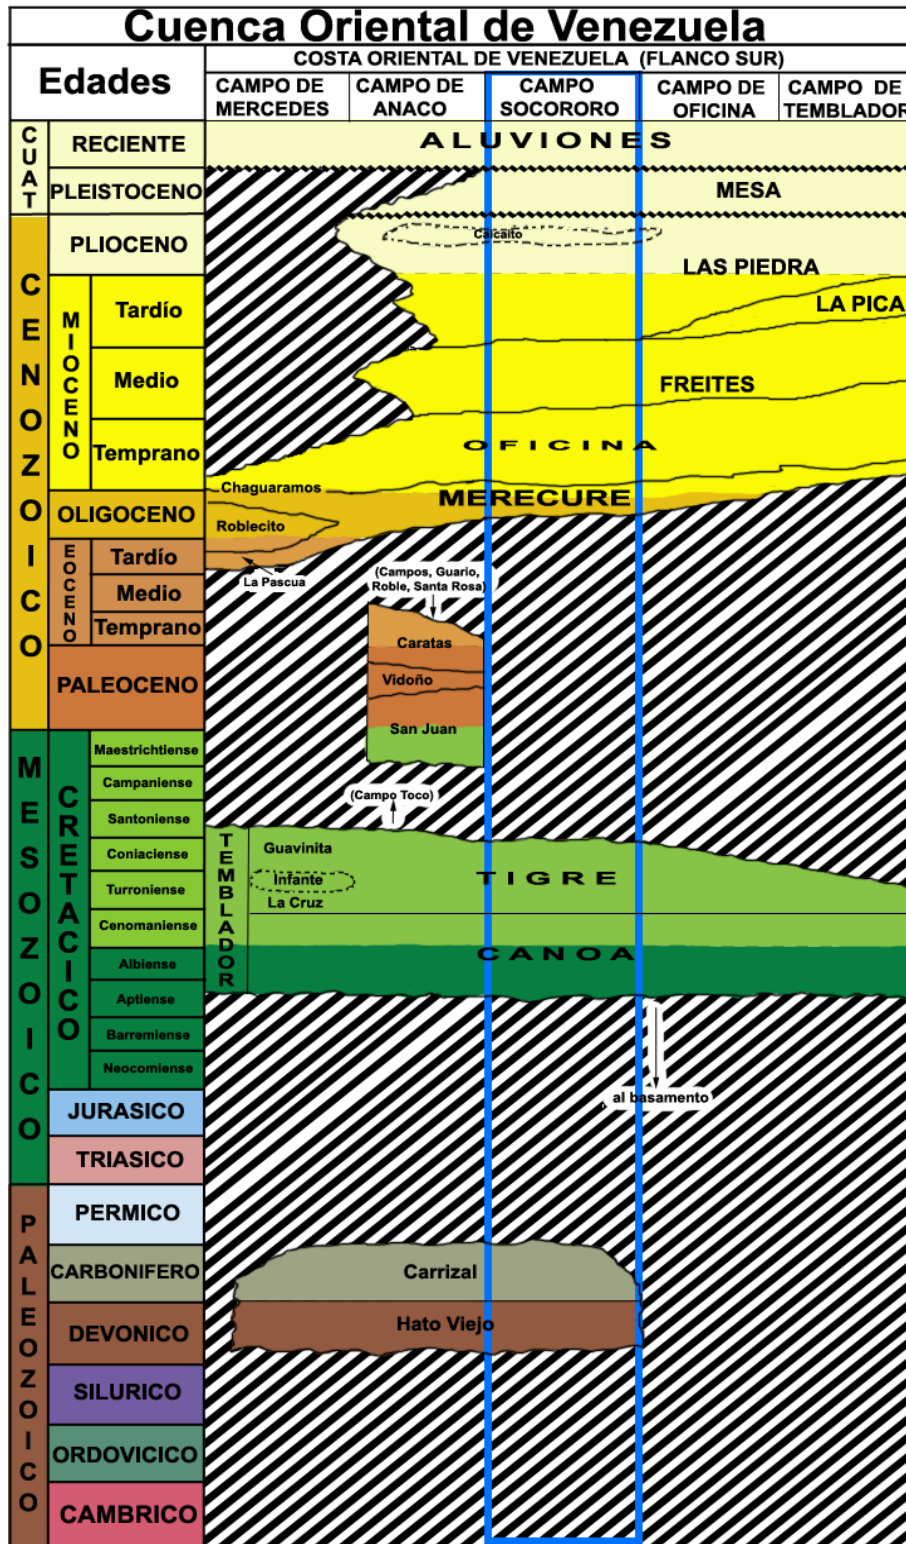 Cuenca Oriental de Venezuela
Edades
COSTA ORIENTAL DE VENEZUELA (FLANCO SUR)
CAMPO DE
MERCEDES
CAMPO DE
ANACO
CAMPO
SOCORORO
CAMPO DE
OFICINA
CAMPO DE
TEMBLADOR
CUAT
RECIENTE
ALUVIONES
PLEISTOCENO
MESA
CENOZOICO
PLIOCENO
Calcaito
LAS PIEDRA
MIOCENO
Tardío
LA PICA
Medio
FREITES
Temprano
OFICINA
Chaguaramos
MERECURE
OLIGOCENO
Roblecito
EOCENO
Tardío
La Pascua
Medio
(Campos, Guario,
Roble, Santa Rosa)
Temprano
Caratas
PALEOCENO
Vidoño
San Juan
MESOZOICO
CRETACICO
Maestrichtiense
Campaniense
(Campo Toco)
Santoniense
TEMBLADOR
Coniaciense
Guavinita
Turroniense
Infante
TIGRE
La Cruz
Cenomaniense
Albiense
CANOA
Aptiense
Barremiense
Neocomiense
al basamento
JURASICO
TRIASICO
PALEOZOICO
PERMICO
CARBONIFERO
Carrizal
DEVONICO
Hato Viejo
SILURICO
ORDOVICICO
CAMBRICO